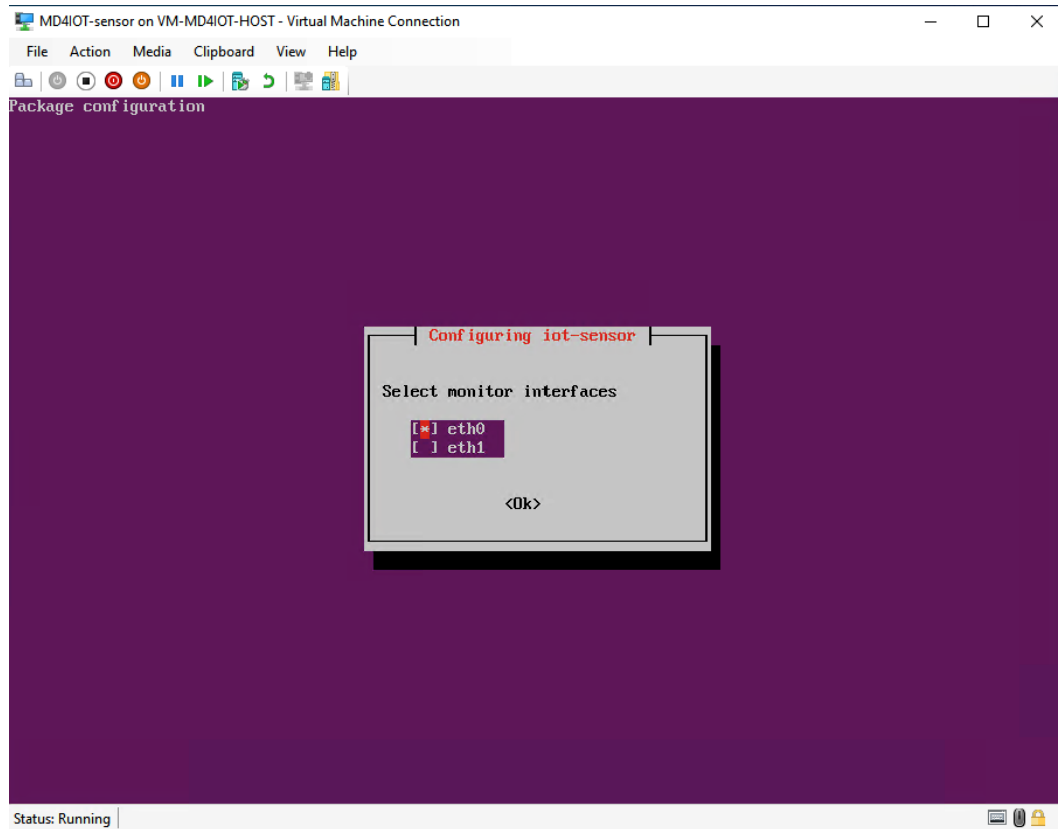 MD4IOT-sensor on VM-MD4IOT-HOST - Virtual Machine Connection
File Action Media Clipboard View Help
Package configuration
Configuring iot-sensor
Select monitor interfaces
[*] eth0
[ ] eth1
<Ok>
Status: Running